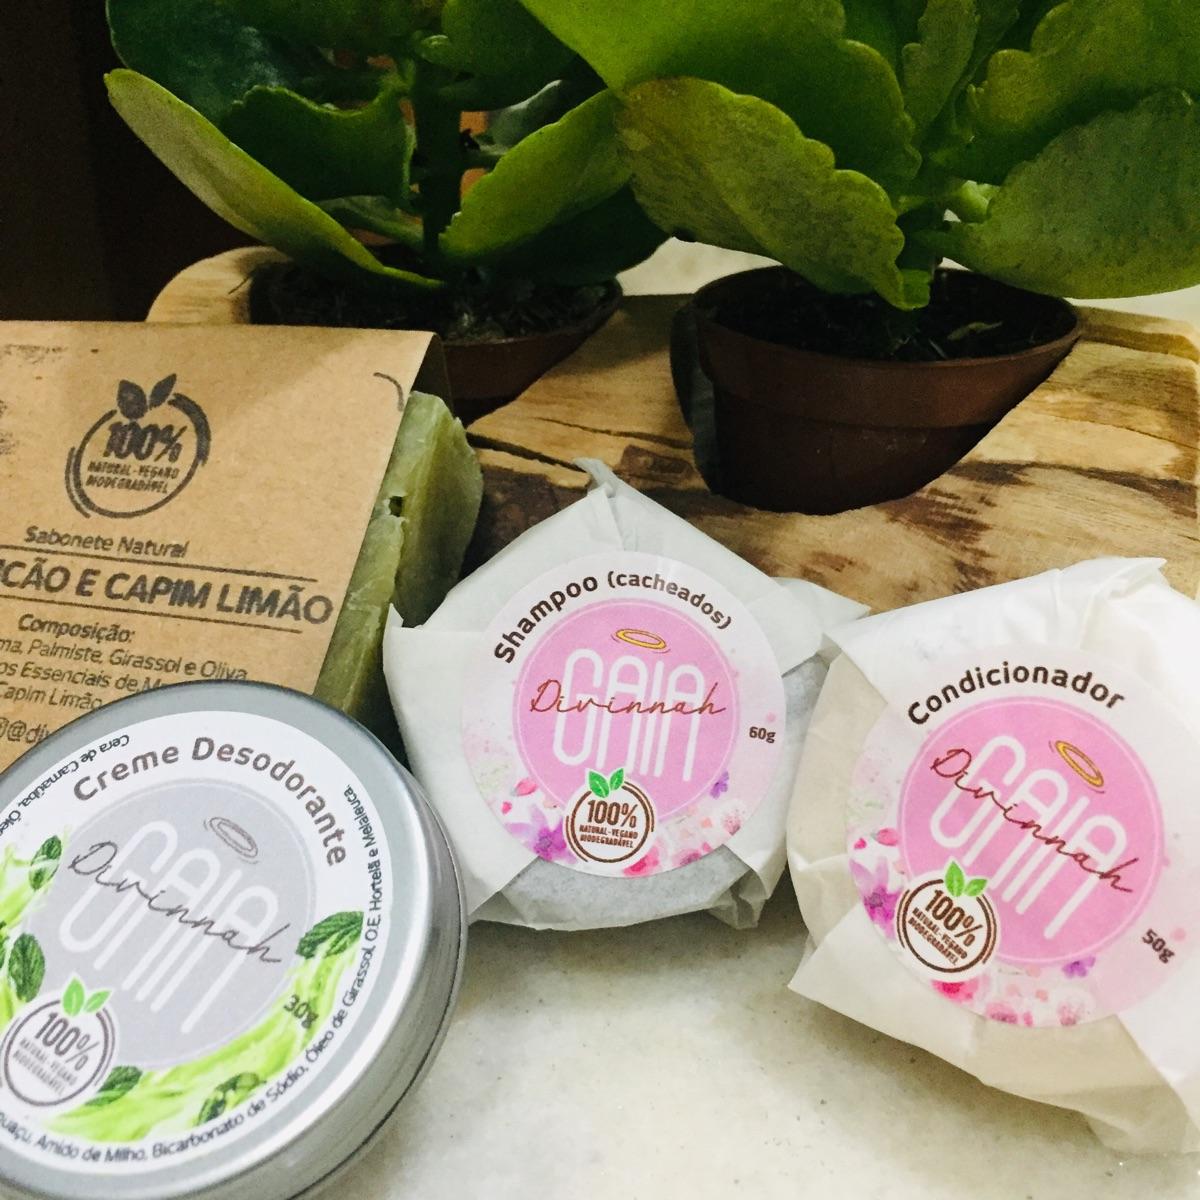 100%
NATURAL-VEGANO
BIODEGRADÁVEL
Sabonete Natural
E CAPIM LIMÃO
Composição:
Palmiste, Girassol e Oliva
Essenciais de
Capim Limão
Creme Desodorante
GAIA
Divinnah
30g
100%
NATURAL-VEGANO
BIODEGRADÁVEL
Cera de Carnaúba,
Amido de Milho, Bicarbonato de Sódio, Óleo de Girassol, O.E. Hortelã e Melaleuca.
Shampoo (cacheados)
GAIA
Divinnah
60g
100%
NATURAL-VEGANO
BIODEGRADÁVEL
Condicionador
GAIA
Divinnah
50g
100%
NATURAL-VEGANO
BIODEGRADÁVEL